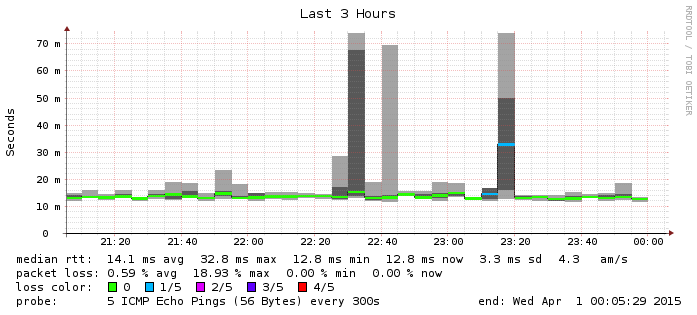 Last 3 Hours
RRDTOOL / TOBI OETIKER
Seconds
70 m
60 m
50 m
40 m
30 m
20 m
10 m
0
21:20 21:40 22:00 22:20 22:40 23:00 23:20 23:40 00:00
median rtt: 14.1 ms avg 32.8 ms max 12.8 ms min 12.8 ms now 3.3 ms sd 4.3 am/s
packet loss: 0.59 % avg 18.93 % max 0.00 % min 0.00 % now
loss color: 0 1/5 2/5 3/5 4/5
probe: 5 ICMP Echo Pings (56 Bytes) every 300s end: Wed Apr 1 00:05:29 2015